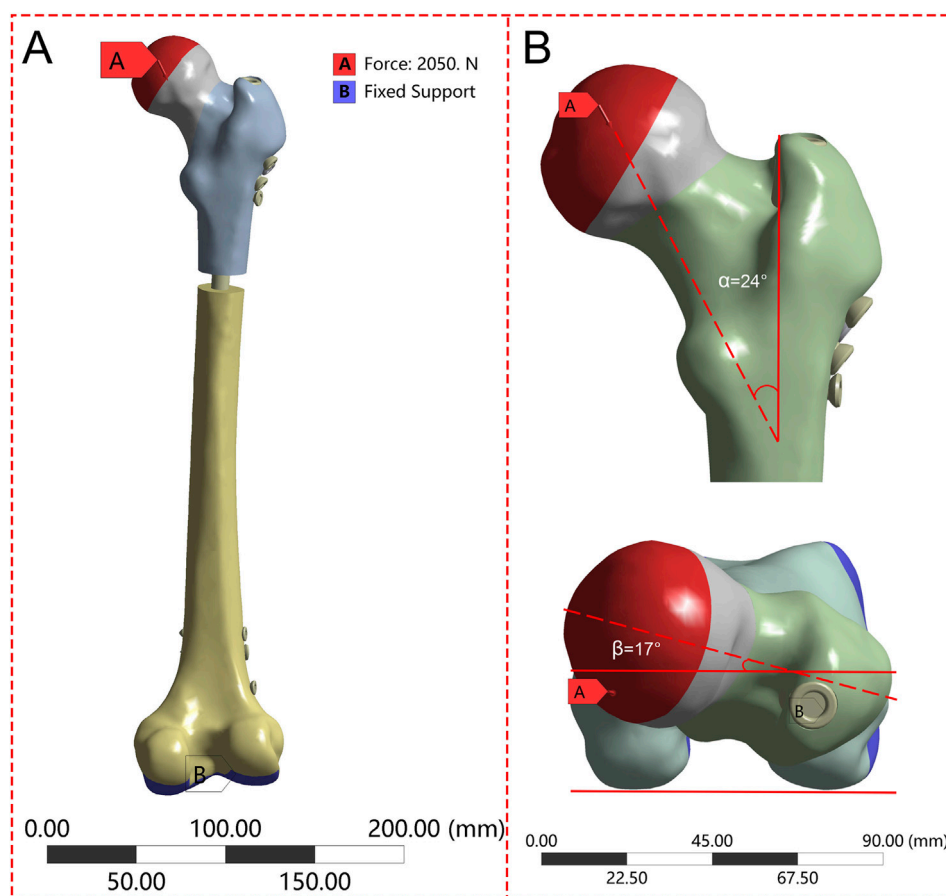 A
A
A Force: 2050. N
B Fixed Support
B
0.00 100.00 200.00 (mm)
50.00 150.00
B
A
α=24°
β=17°
A
B
0.00 45.00 90.00 (mm)
22.50 67.50